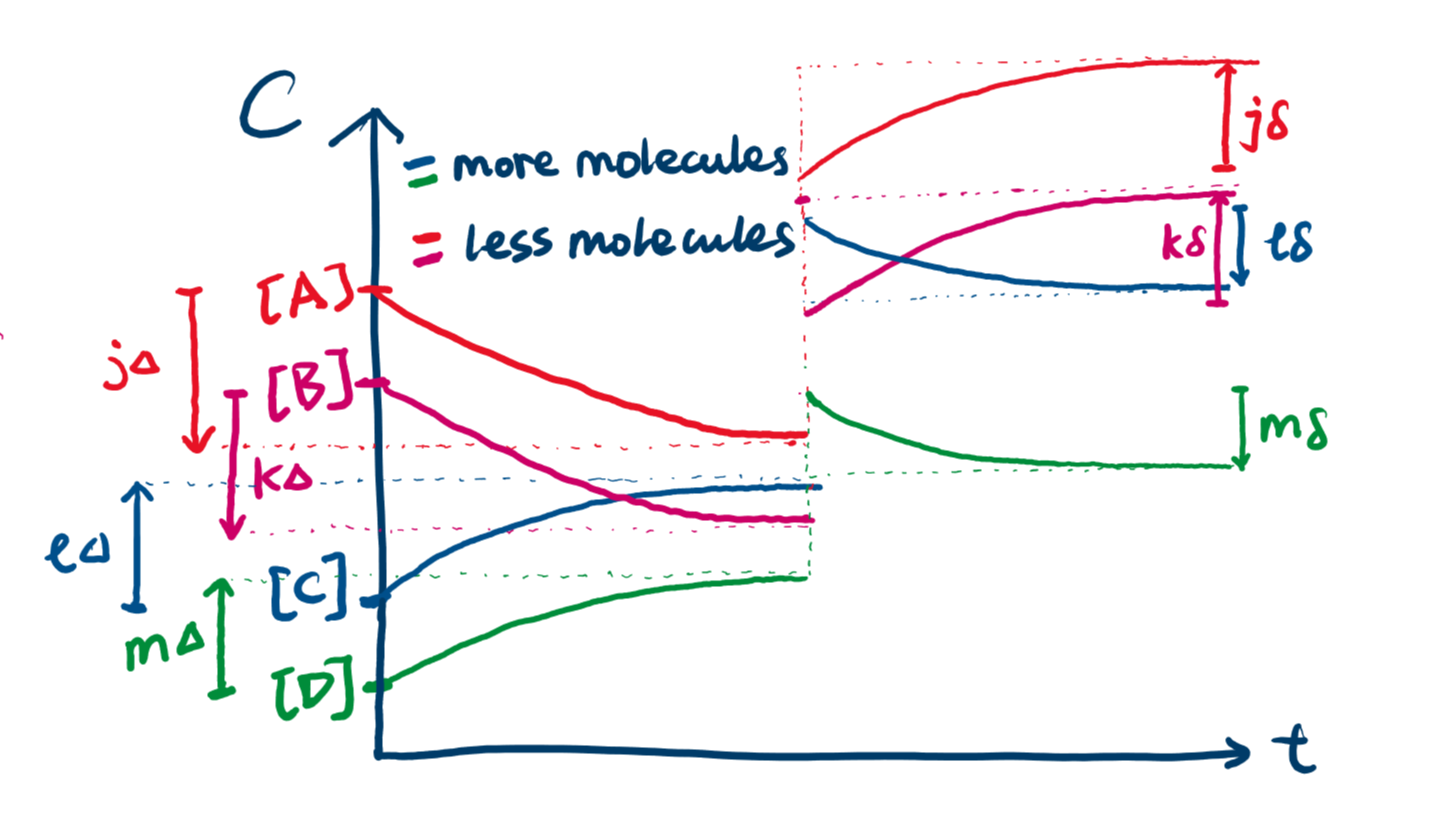 C
= more molecules
= less molecules
[A]
[B]
[C]
[D]
jΔ
kΔ
lΔ
mΔ
jδ
kδ
lδ
mδ
t